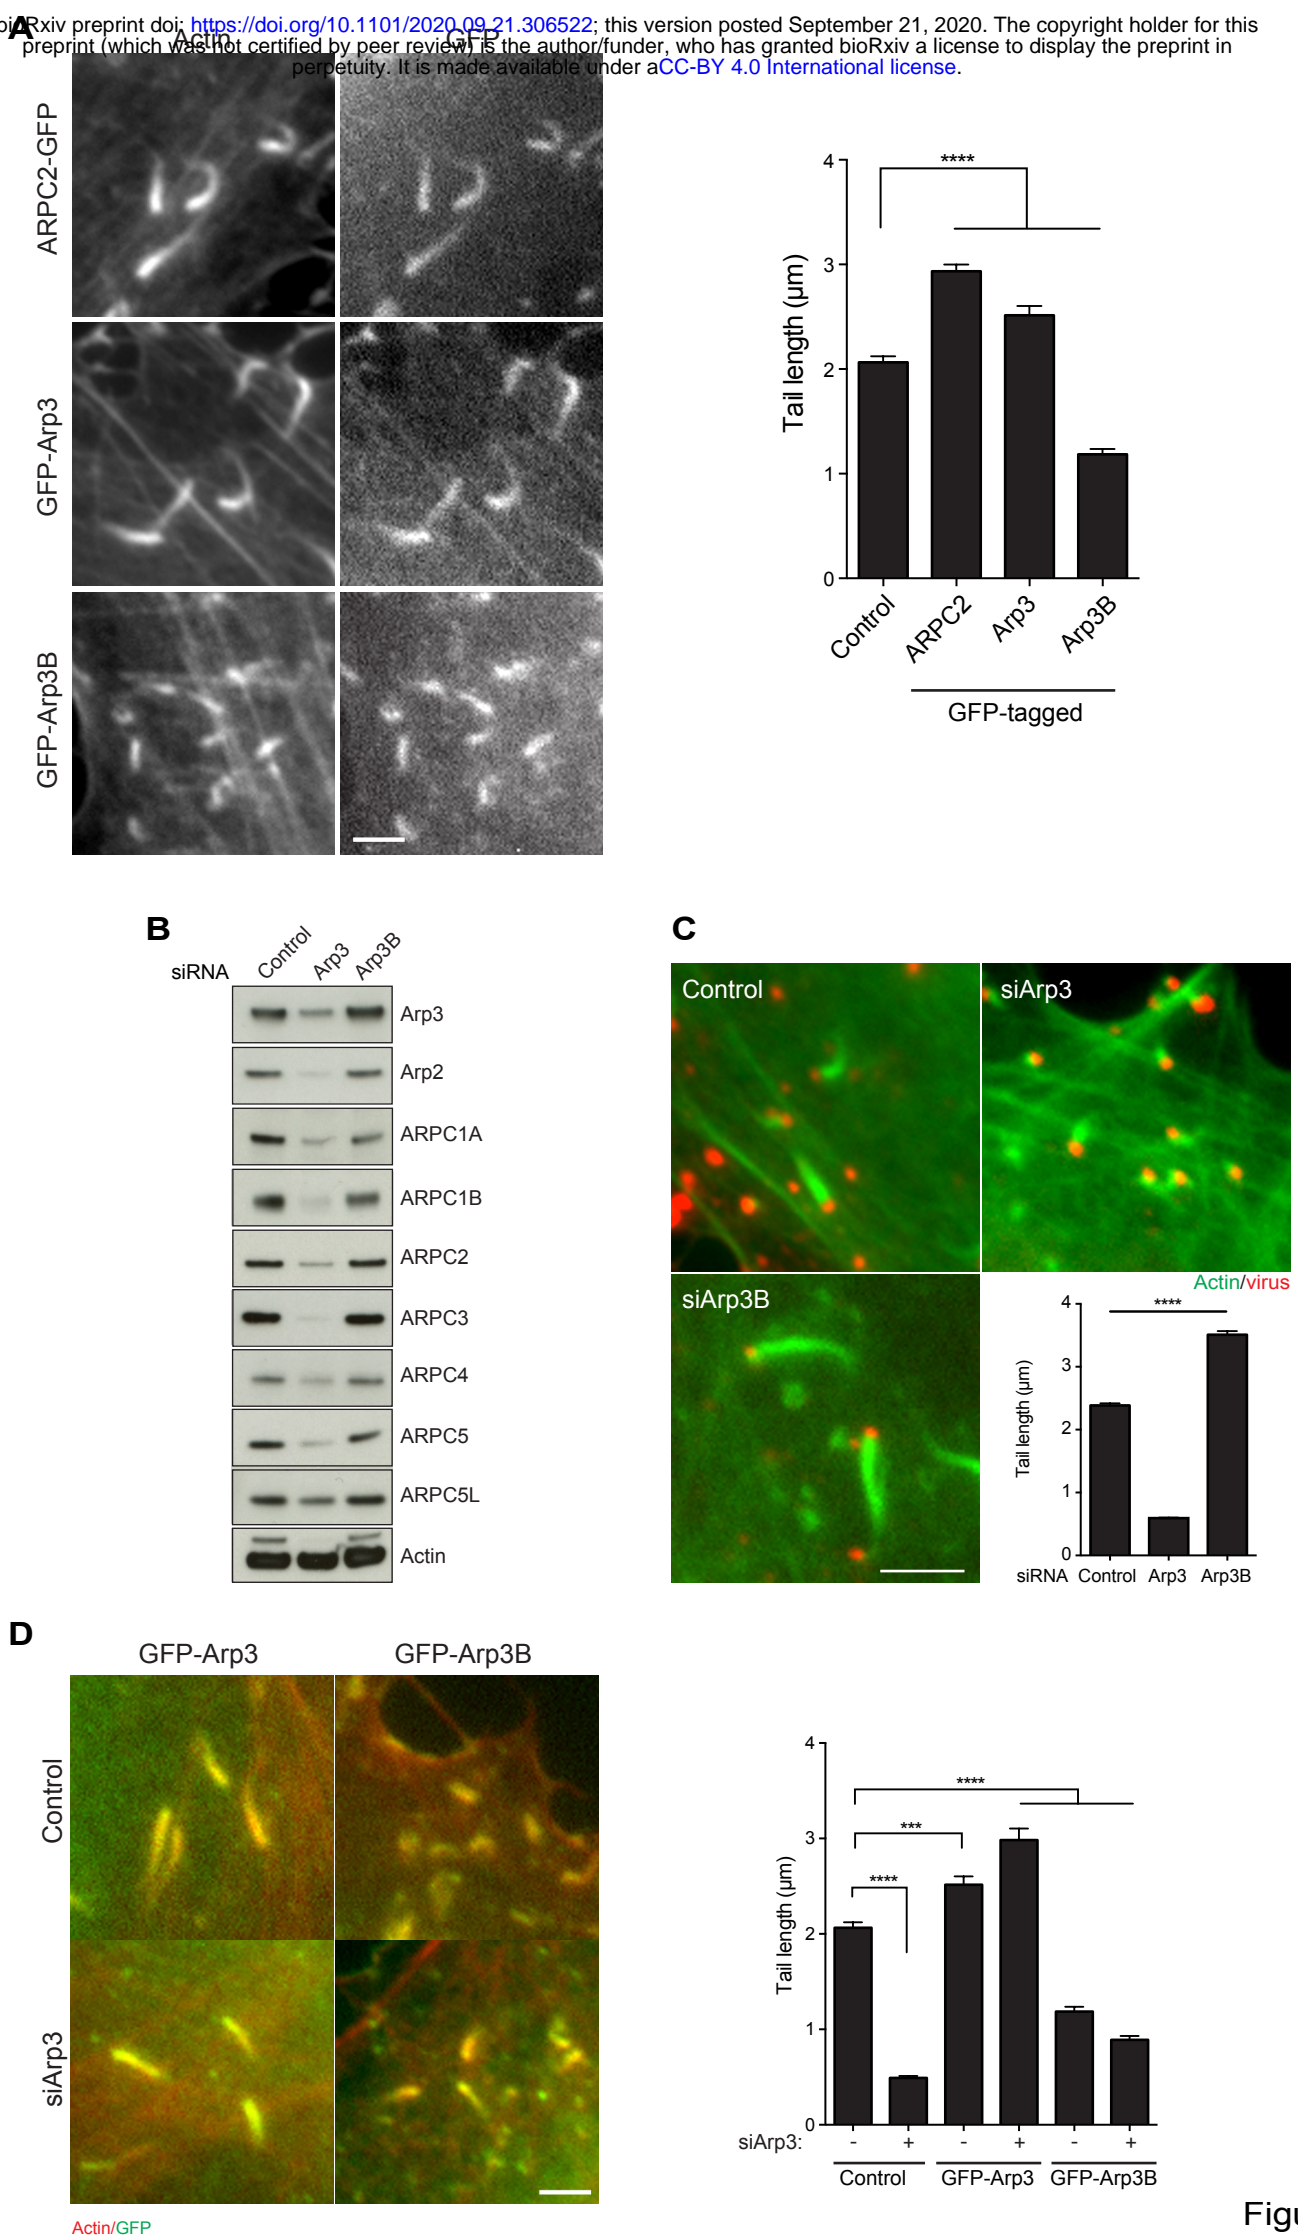 oiRxiv preprint doi: https://doi.org/10.1101/2020.09.21.306522; this version posted September 21, 2020. The copyright holder for this
preprint (which was not certified by peer review) is the author/funder, who has granted bioRxiv a license to display the preprint in
perpetuity. It is made available under aCC-BY 4.0 International license.
A
Actin
GFP
ARPC2-GFP
GFP-Arp3
GFP-Arp3B
4
3
2
1
0
Tail length (µm)
****
Control
ARPC2
Arp3
Arp3B
GFP-tagged
B
siRNA
Control
Arp3
Arp3B
Arp3
Arp2
ARPC1A
ARPC1B
ARPC2
ARPC3
ARPC4
ARPC5
ARPC5L
Actin
C
Control
siArp3
siArp3B
Actin/virus
4
3
2
1
0
Tail length (µm)
****
siRNA Control Arp3 Arp3B
D
GFP-Arp3
GFP-Arp3B
Control
siArp3
Actin/GFP
4
3
2
1
0
Tail length (µm)
****
***
****
siArp3: - + - + - +
Control GFP-Arp3 GFP-Arp3B